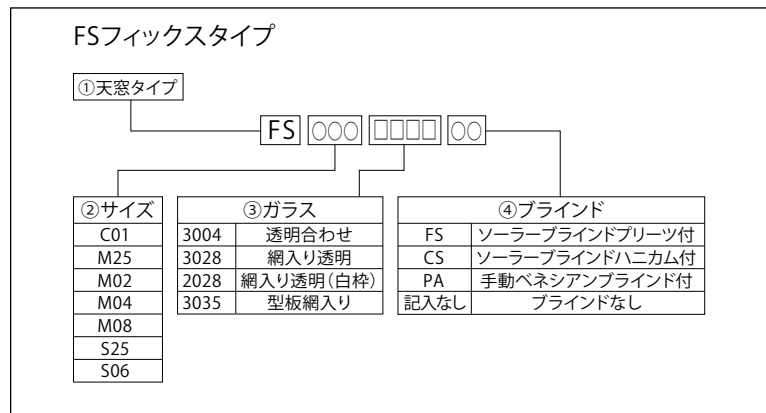 FSフィックスタイプ
①天窓タイプ
FS ○○○ □□□□ ○○
②サイズ
C01
M25
M02
M04
M08
S25
S06
③ガラス
3004 透明合わせ
3028 網入り透明
2028 網入り透明(白枠)
3035 型板網入り
④ブラインド
FS ソーラーブラインドプリーツ付
CS ソーラーブラインドハニカム付
PA 手動ベネシアンブラインド付
記入なし ブラインドなし